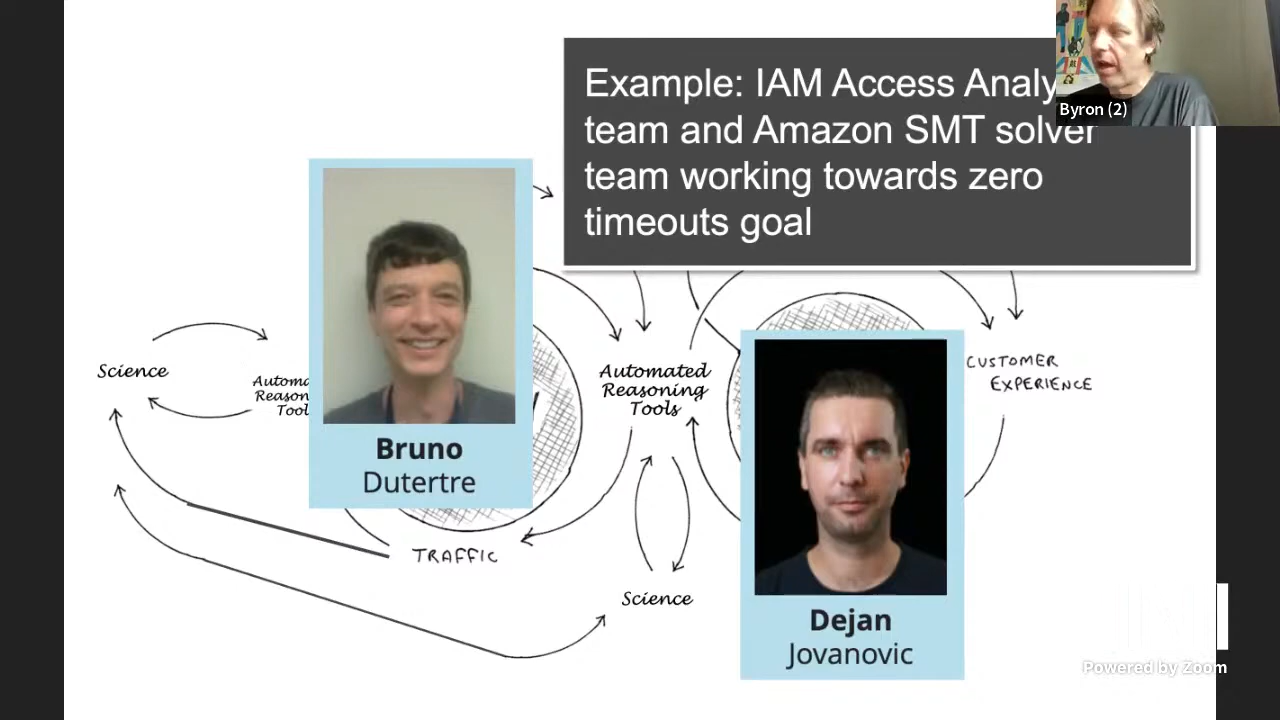 Example: IAM Access Analy
team and Amazon SMT solver
team working towards zero
timeouts goal
Byron (2)
Science
Automa
Reason
Tool
Bruno
Dutertre
Automated
Reasoning
Tools
CUSTOMER
EXPERIENCE
TRAFFIC
Science
Dejan
Jovanovic
Powered by Zoom